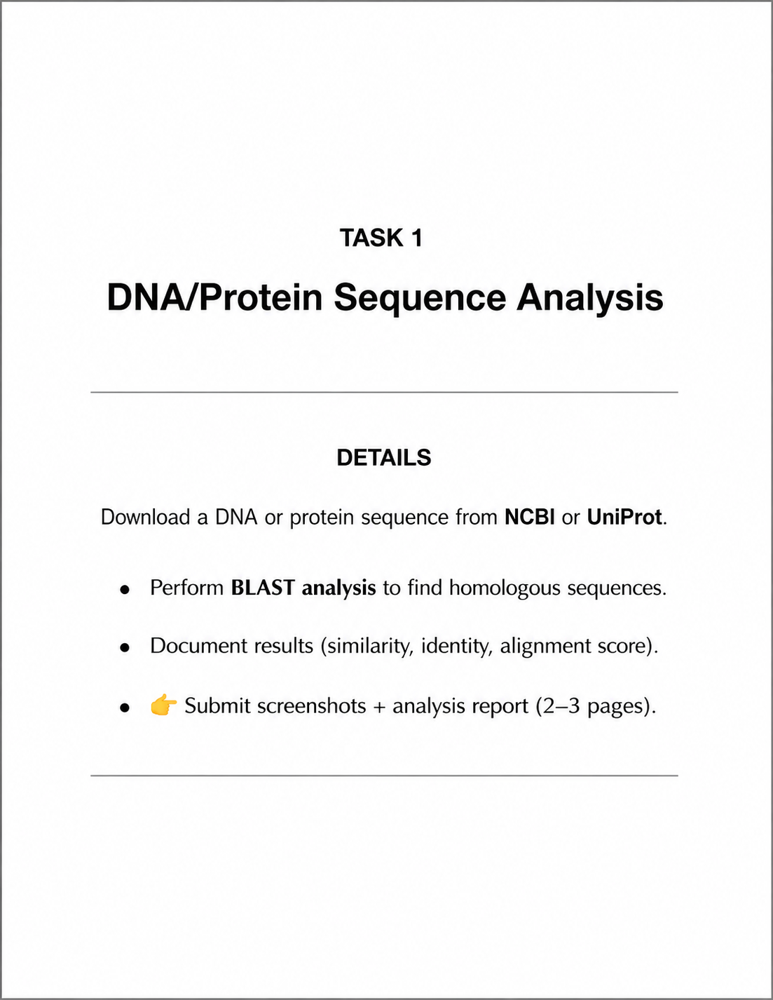 TASK 1
DNA/Protein Sequence Analysis
DETAILS
Download a DNA or protein sequence from NCBI or UniProt.
● Perform BLAST analysis to find homologous sequences.
● Document results (similarity, identity, alignment score).
● 👉 Submit screenshots + analysis report (2–3 pages).